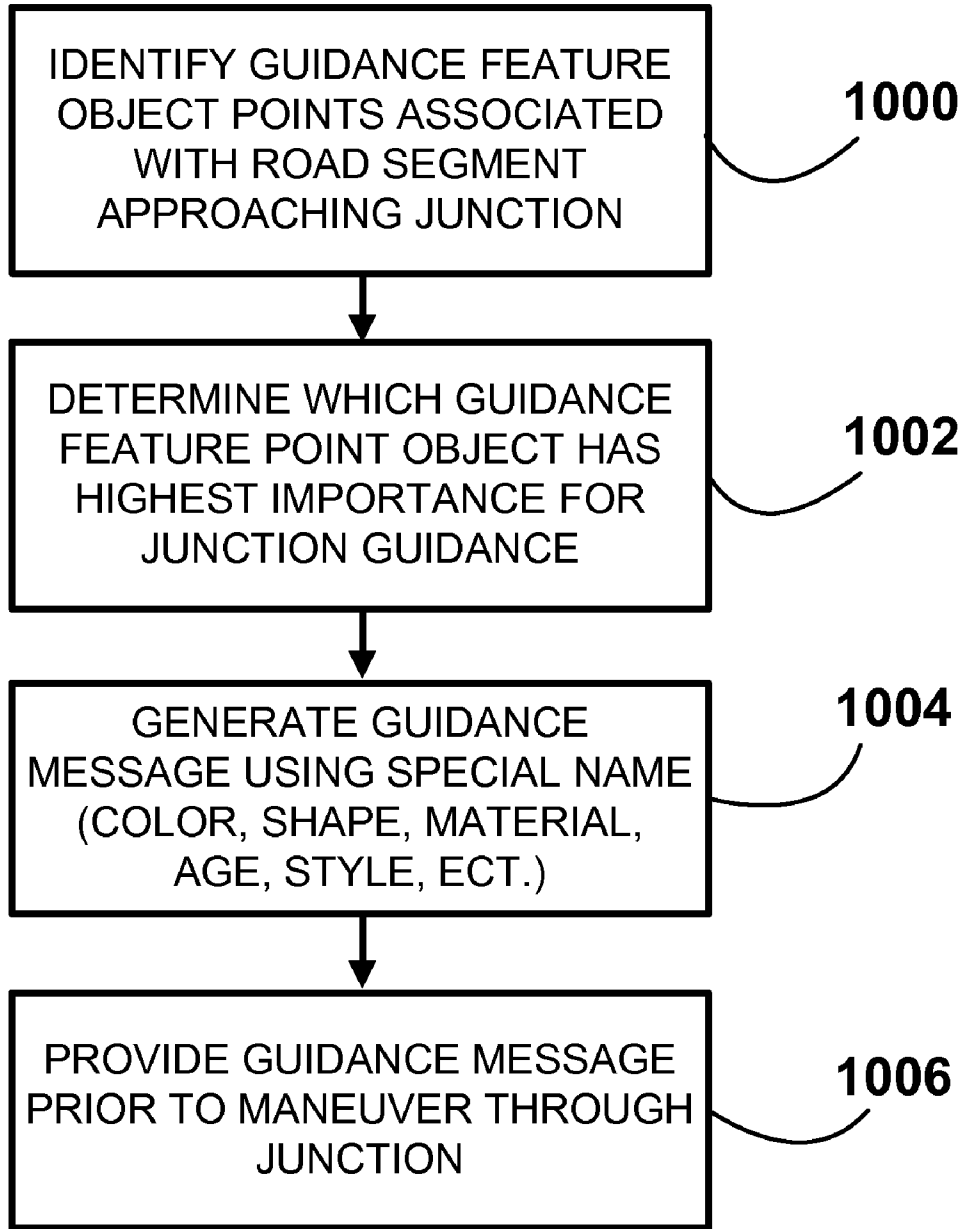 IDENTIFY GUIDANCE FEATURE
OBJECT POINTS ASSOCIATED
WITH ROAD SEGMENT
APPROACHING JUNCTION
1000
DETERMINE WHICH GUIDANCE
FEATURE POINT OBJECT HAS
HIGHEST IMPORTANCE FOR
JUNCTION GUIDANCE
1002
GENERATE GUIDANCE
MESSAGE USING SPECIAL NAME
(COLOR, SHAPE, MATERIAL,
AGE, STYLE, ECT.)
1004
PROVIDE GUIDANCE MESSAGE
PRIOR TO MANEUVER THROUGH
JUNCTION
1006